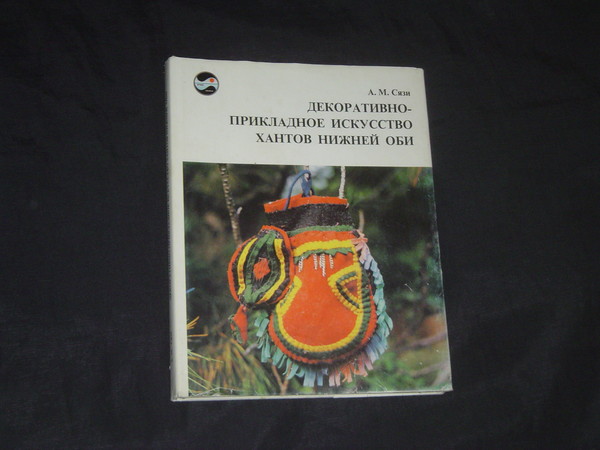 А. М. Сязи
ДЕКОРАТИВНО-
ПРИКЛАДНОЕ ИСКУССТВО
ХАНТОВ НИЖНЕЙ ОБИ